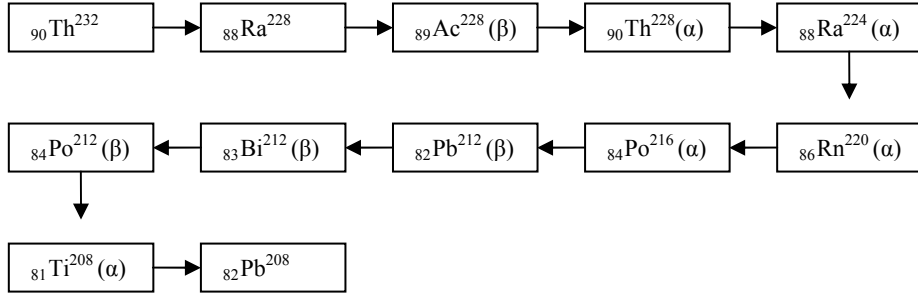 ₉₀Th²³² ₈₈Ra²²⁸ ₈₉Ac²²⁸ (β) ₉₀Th²²⁸ (α) ₈₈Ra²²⁴ (α)
₈₄Po²¹² (β) ₈₃Bi²¹² (β) ₈₂Pb²¹² (β) ₈₄Po²¹⁶ (α) ₈₆Rn²²⁰ (α)
₈₁Ti²⁰⁸ (α) ₈₂Pb²⁰⁸